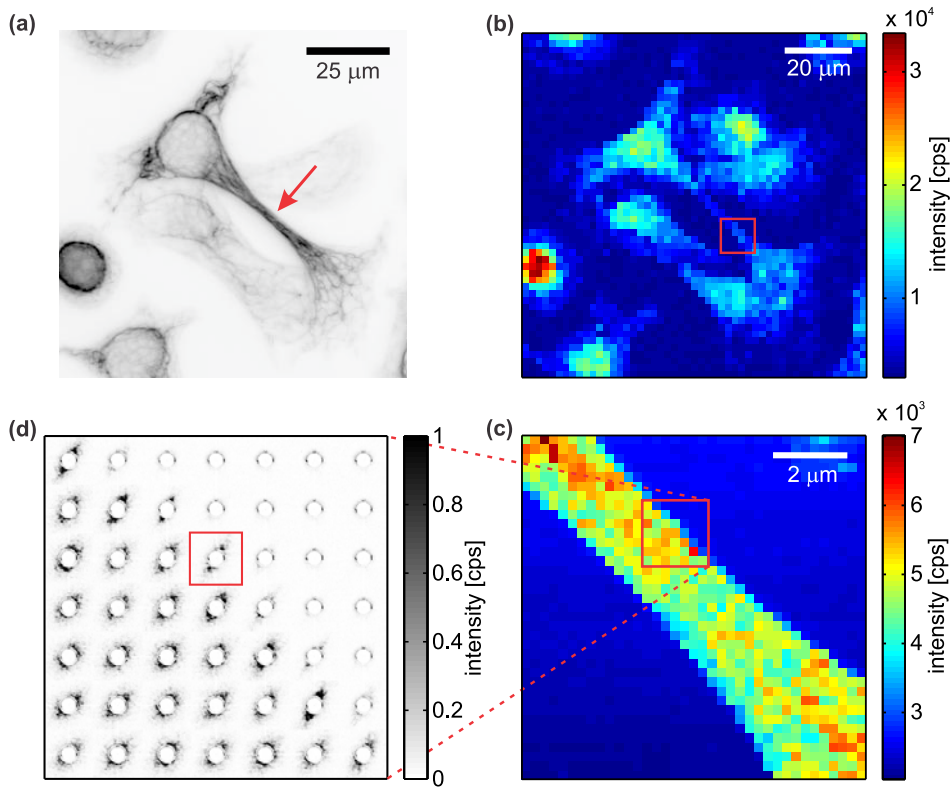 (a)
25 μm
(b)
x 10⁴
20 μm
3
2
1
intensity [cps]
(d)
1
0.8
0.6
0.4
0.2
0
intensity [cps]
(c)
x 10³
2 μm
7
6
5
4
3
intensity [cps]